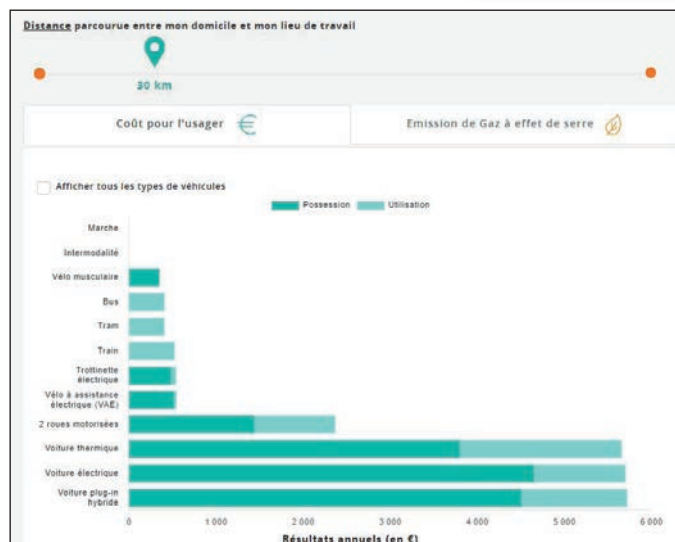 Distance parcourue entre mon domicile et mon lieu de travail
30 km
Coût pour l'usager
Emission de Gaz à effet de serre
Afficher tous les types de véhicules
Possession
Utilisation
Marche
Intermodalité
Vélo musculaire
Bus
Tram
Train
Trottinette
électrique
Vélo à assistance
électrique (VAE)
2 roues motorisées
Voiture thermique
Voiture électrique
Voiture plug-in
hybride
0
1 000
2 000
3 000
4 000
5 000
6 000
Résultats annuels (en €)